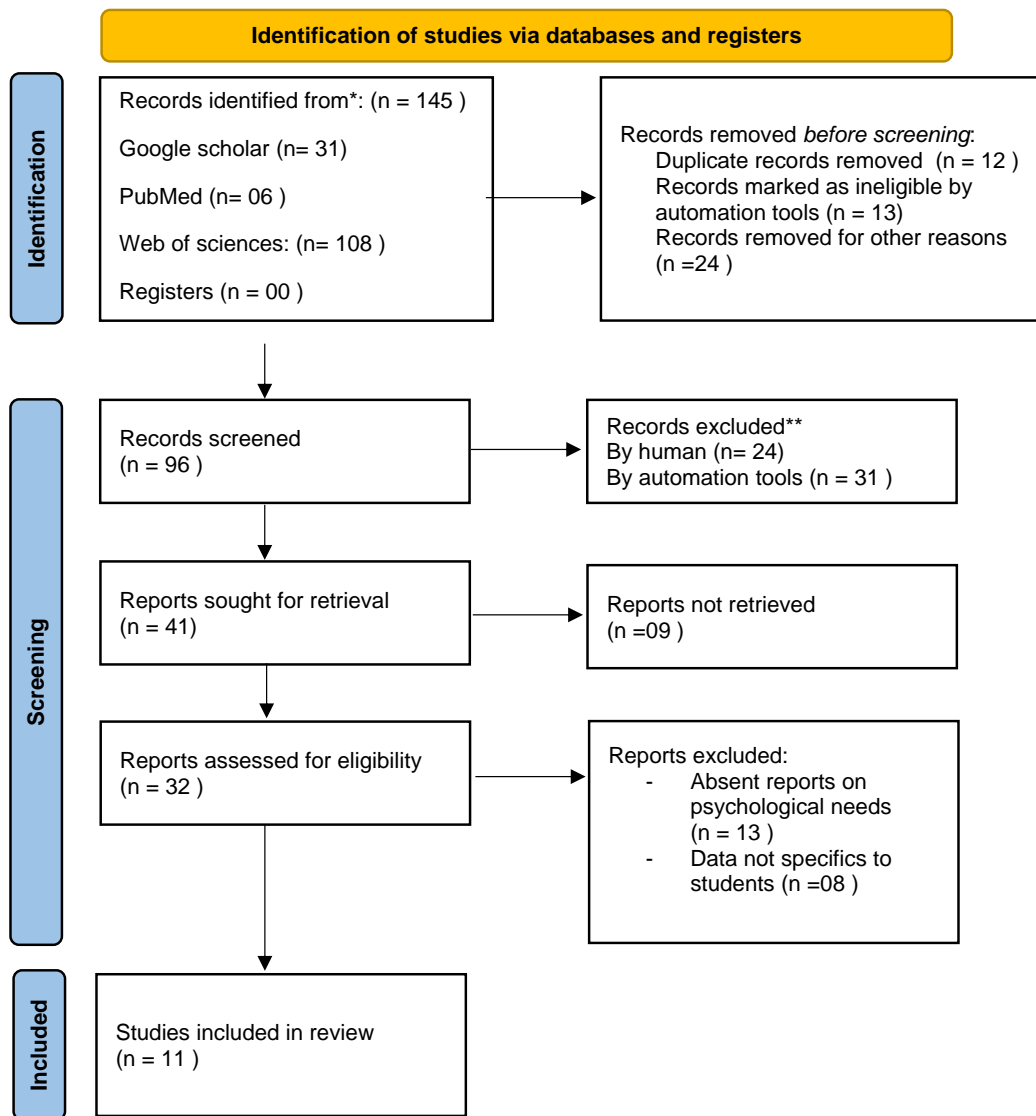 Identification of studies via databases and registers
Identification
Records identified from*: (n = 145 )
Google scholar (n= 31)
PubMed (n= 06 )
Web of sciences: (n= 108 )
Registers (n = 00 )
Records removed before screening:
Duplicate records removed (n = 12 )
Records marked as ineligible by
automation tools (n = 13)
Records removed for other reasons
(n =24 )
Screening
Records screened
(n = 96 )
Records excluded**
By human (n= 24)
By automation tools (n = 31 )
Reports sought for retrieval
(n = 41)
Reports not retrieved
(n =09 )
Reports assessed for eligibility
(n = 32 )
Reports excluded:
- Absent reports on
psychological needs
(n = 13 )
- Data not specifics to
students (n =08 )
Included
Studies included in review
(n = 11 )